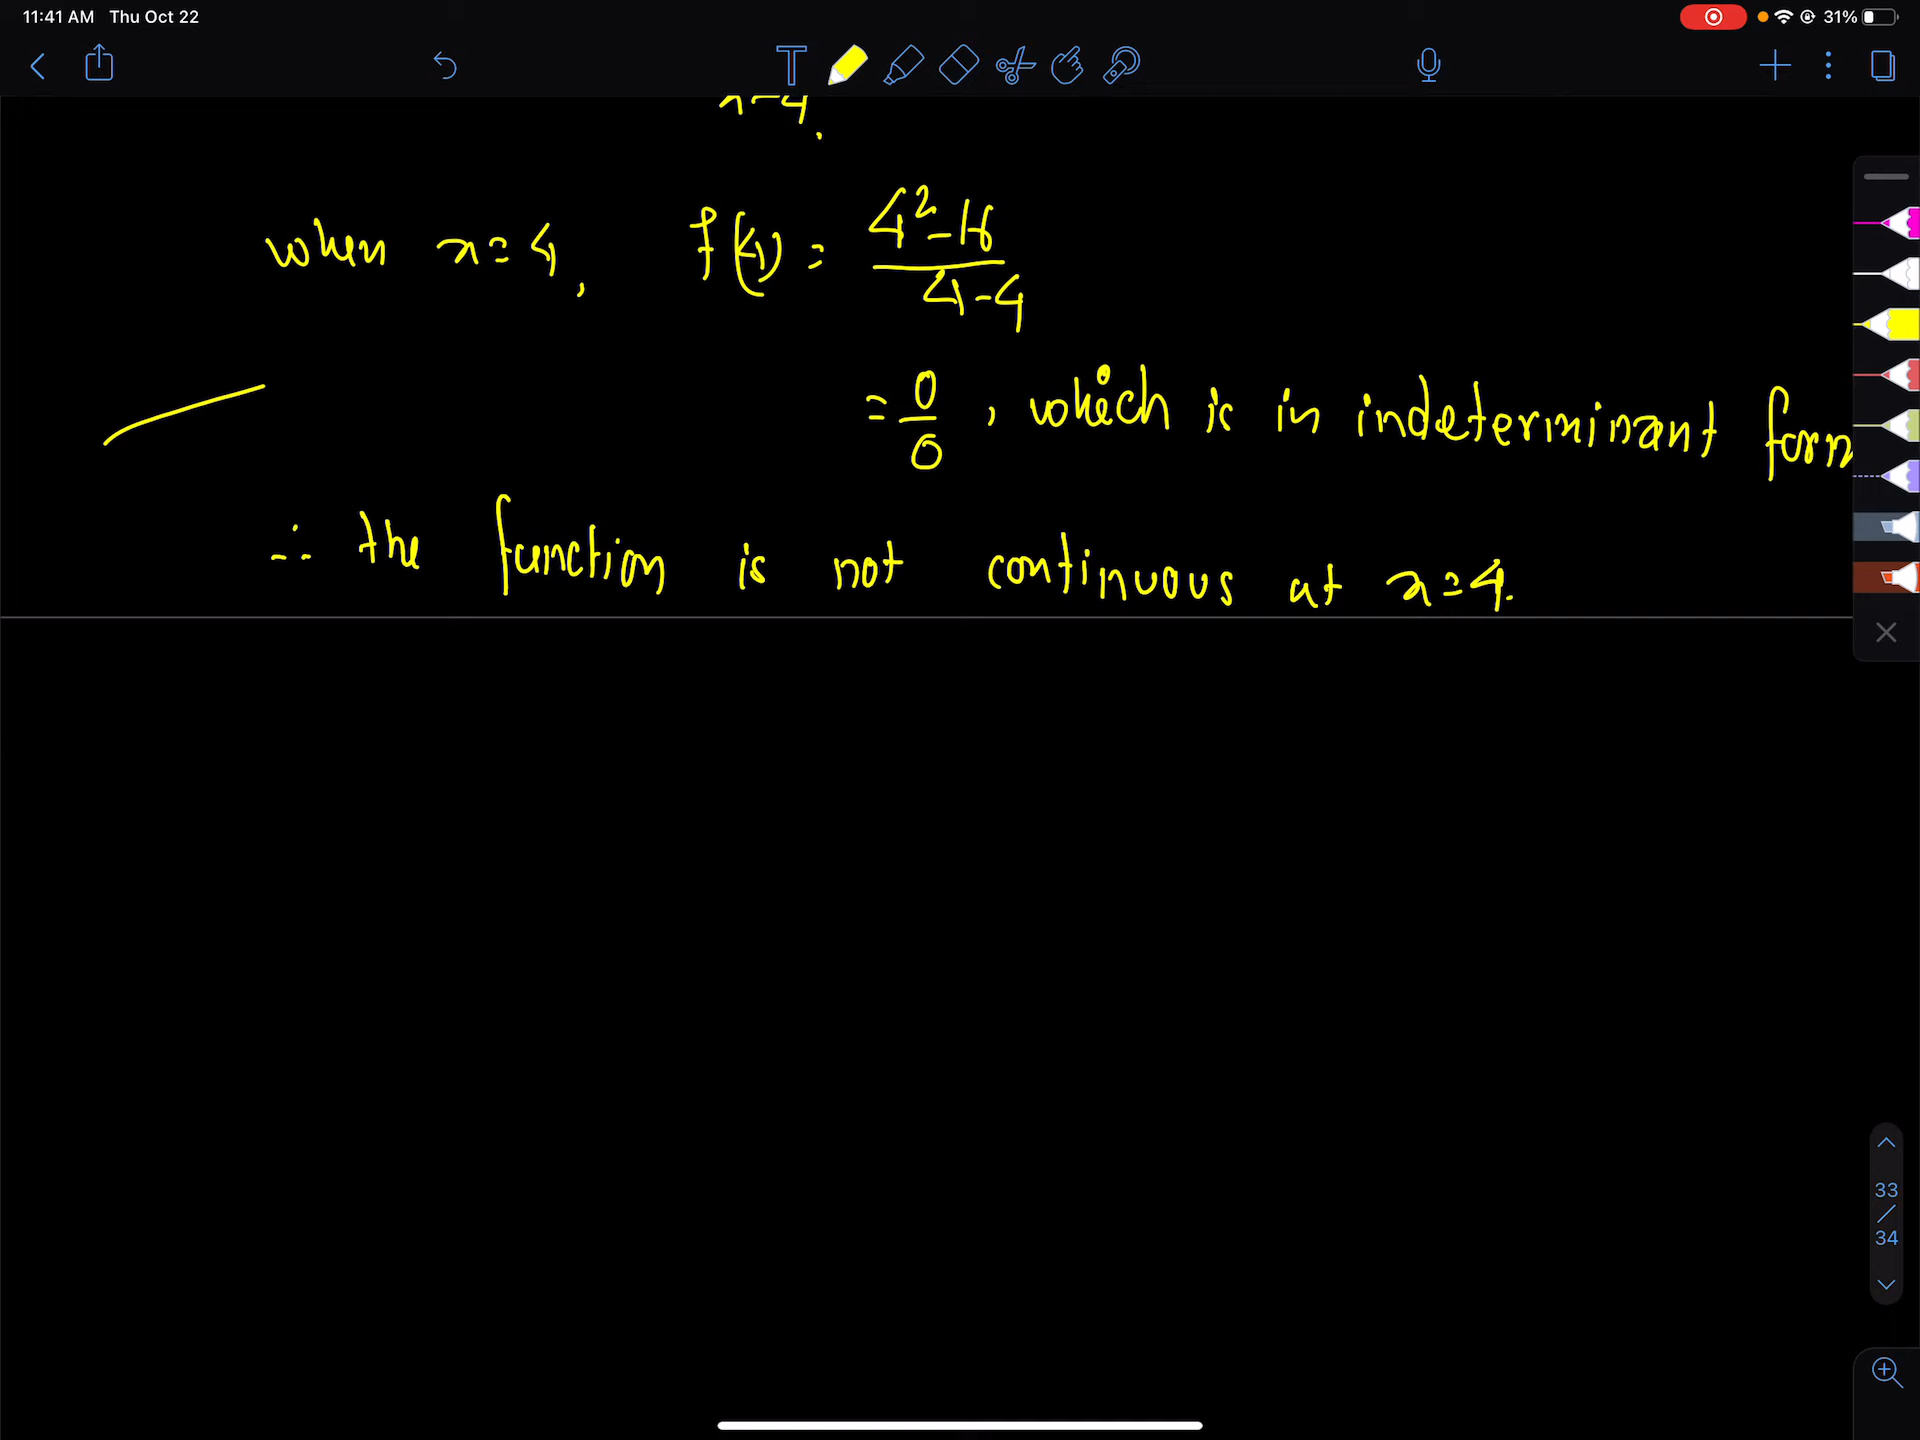 11:41 AM Thu Oct 22
31%
x-4.
when x = 4, f(4) = 4² - 16 / 4 - 4
= 0/0, which is in indeterminant form
∴ the function is not continuous at x = 4.
33
/
34